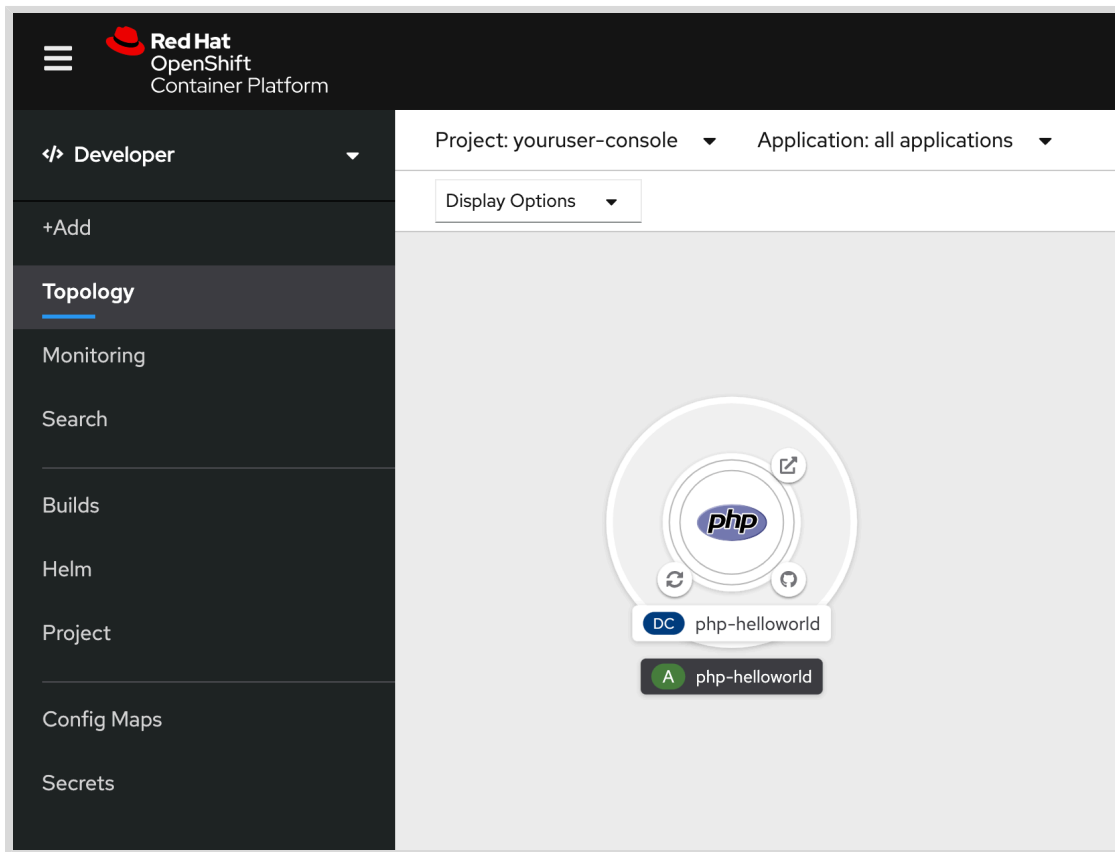 Red Hat
OpenShift
Container Platform
</> Developer
Project: youruser-console
Application: all applications
Display Options
+Add
Topology
Monitoring
Search
Builds
Helm
Project
Config Maps
Secrets
php
DC php-helloworld
A php-helloworld